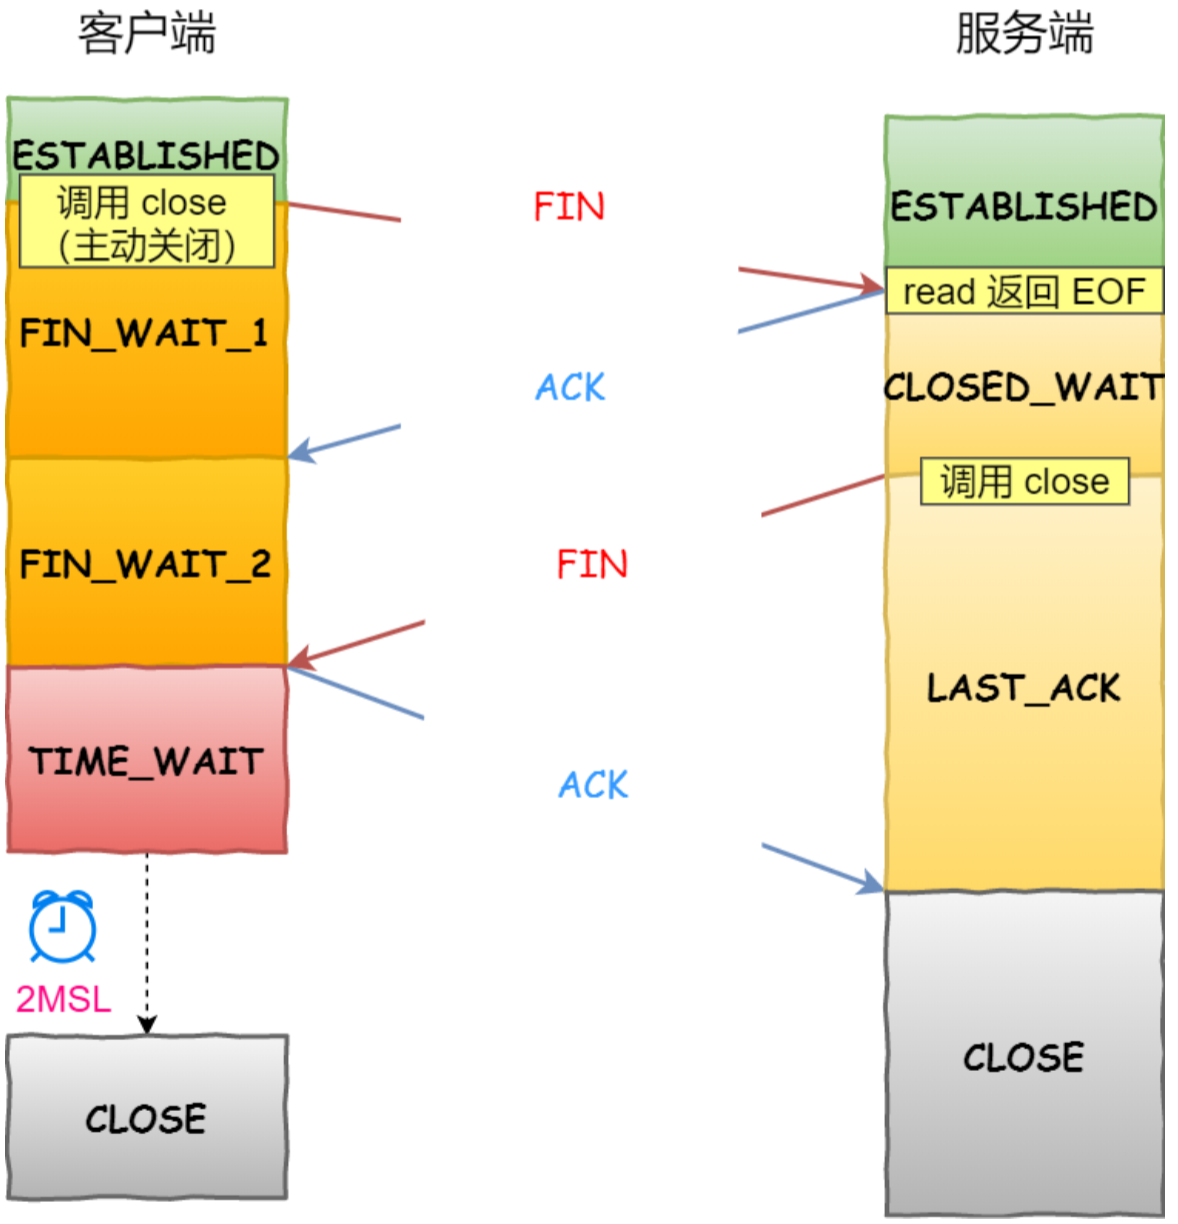 客户端
服务端
ESTABLISHED
调用 close
（主动关闭）
FIN
ESTABLISHED
read 返回 EOF
FIN_WAIT_1
ACK
CLOSED_WAIT
调用 close
FIN_WAIT_2
FIN
LAST_ACK
TIME_WAIT
ACK
2MSL
CLOSE
CLOSE